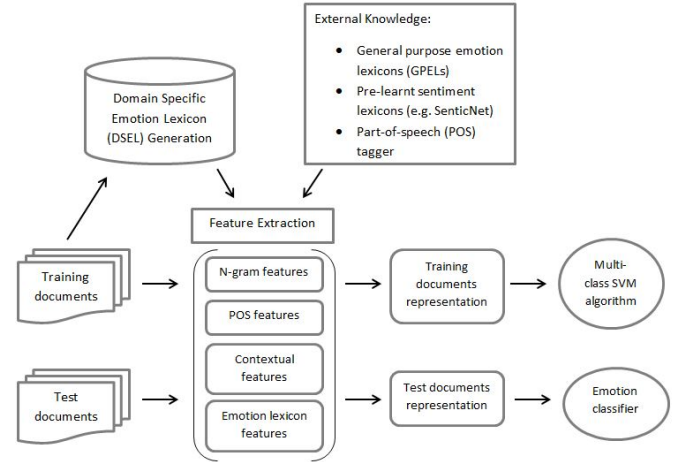 External Knowledge:
General purpose emotion
lexicons (GPELs)
Pre-learnt sentiment
lexicons (e.g. SenticNet)
Part-of-speech (POS)
tagger
Domain Specific
Emotion Lexicon
(DSEL) Generation
Feature Extraction
Training
documents
N-gram features
POS features
Contextual
features
Emotion lexicon
features
Training
documents
representation
Multi-
class SVM
algorithm
Test
documents
Test documents
representation
Emotion
classifier